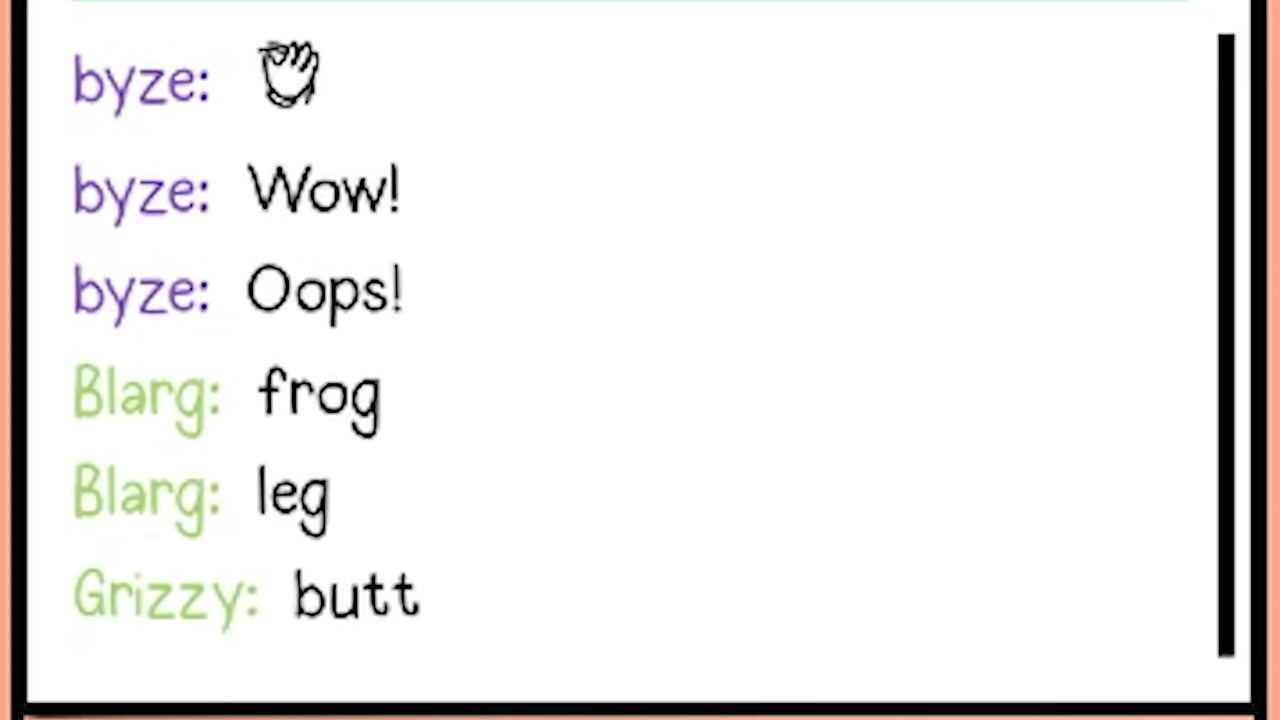 byze:
byze: Wow!
byze: Oops!
Blarg: frog
Blarg: leg
Grizzy: butt